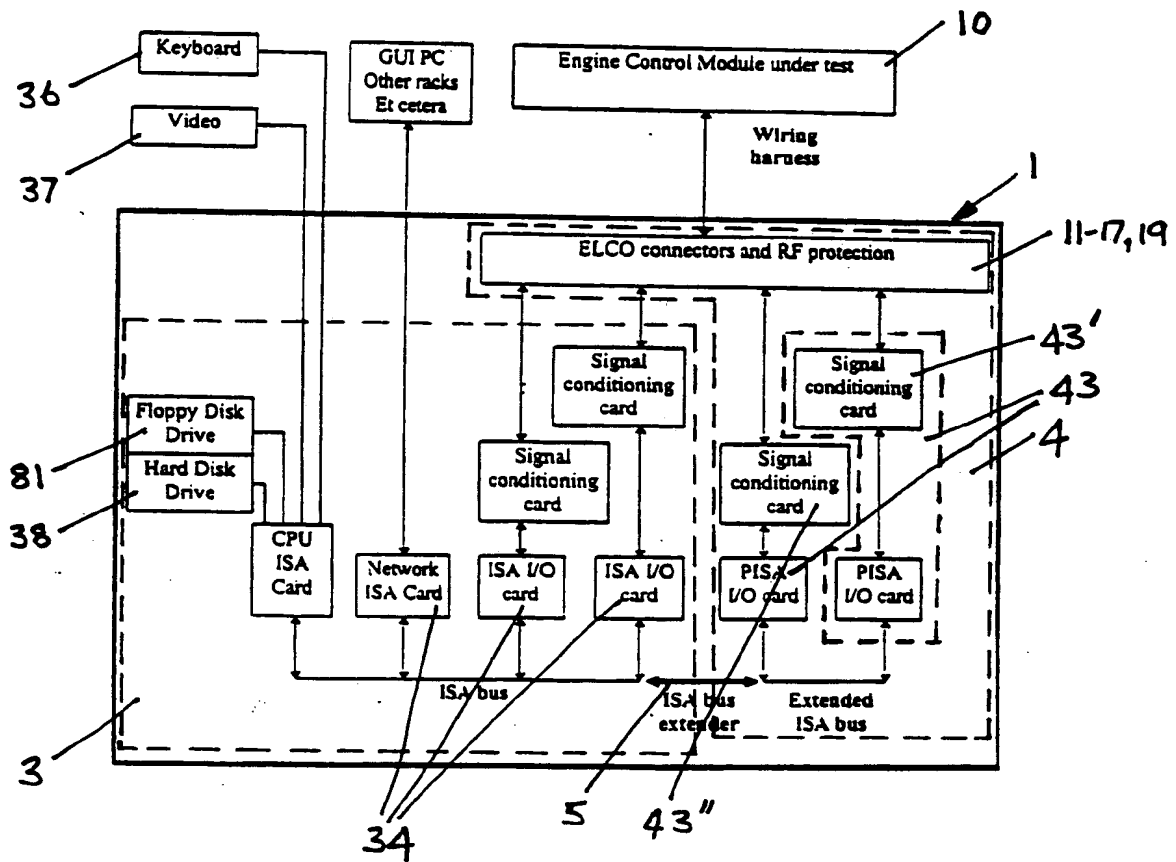 10
Keyboard
36
GUI PC
Other racks
Et cetera
Engine Control Module under test
Video
37
Wiring
harness
1
ELCO connectors and RF protection
11-17,19
Signal
conditioning
card
Signal
conditioning
card
43'
43
4
Floppy Disk
Drive
81
Hard Disk
Drive
38
Signal
conditioning
card
Signal
conditioning
card
CPU
ISA
Card
Network
ISA Card
ISA I/O
card
ISA I/O
card
PISA
I/O card
PISA
I/O card
ISA bus
ISA bus
extender
Extended
ISA bus
3
34
5
43"